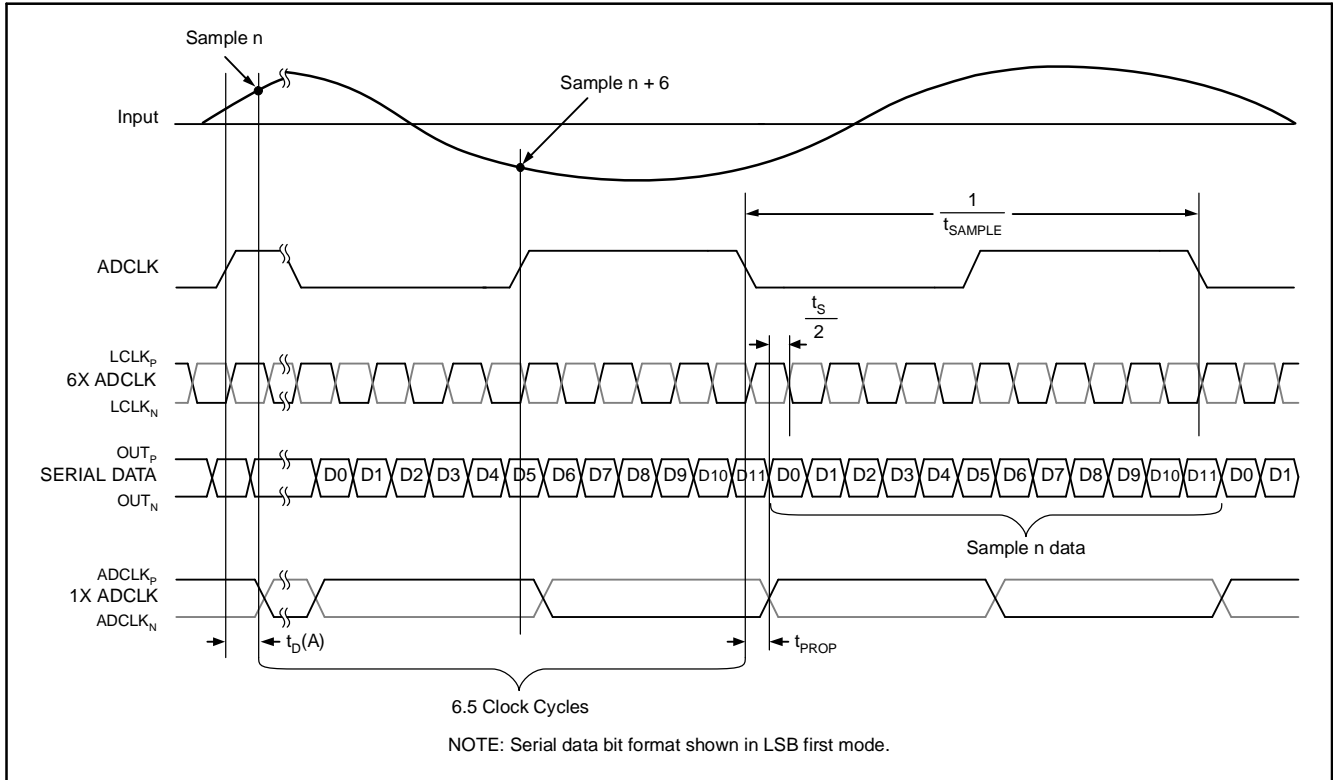 Sample n
Sample n + 6
Input
1
tSAMPLE
ADCLK
tS
2
LCLKP
6X ADCLK
LCLKN
OUTP
SERIAL DATA
OUTN
D0 D1 D2 D3 D4 D5 D6 D7 D8 D9 D10 D11 D0 D1 D2 D3 D4 D5 D6 D7 D8 D9 D10 D11 D0 D1
Sample n data
ADCLKP
1X ADCLK
ADCLKN
tD(A)
tPROP
6.5 Clock Cycles
NOTE: Serial data bit format shown in LSB first mode.